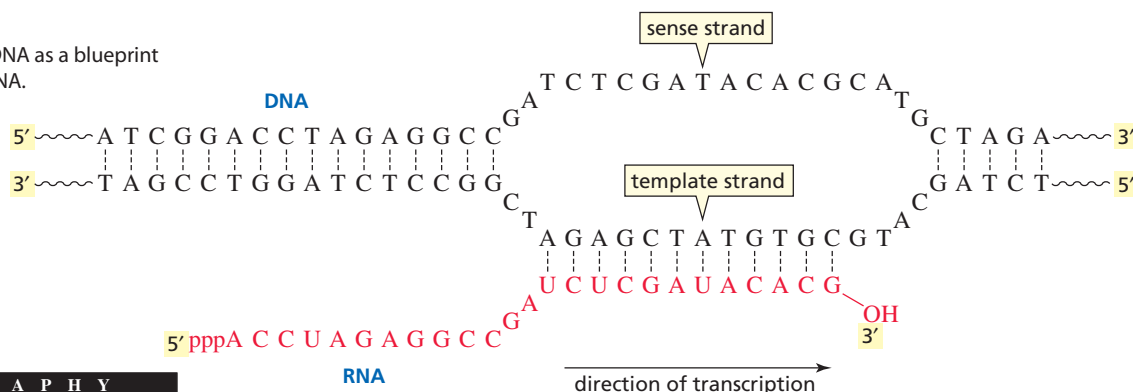 sense strand
DNA as a blueprint
NA.
DNA
G A T C T C G A T A C A C G C A T G
5′ A T C G G A C C T A G A G G C C
C T A G A 3′
3′ T A G C C T G G A T C T C C G G
G A T C T 5′
template strand
C T A G A G C T A T G T G C G T A C
G A U C U C G A U A C A C G OH
3′
5′ pppA C C U A G A G G C C
RNA
direction of transcription
A P H Y